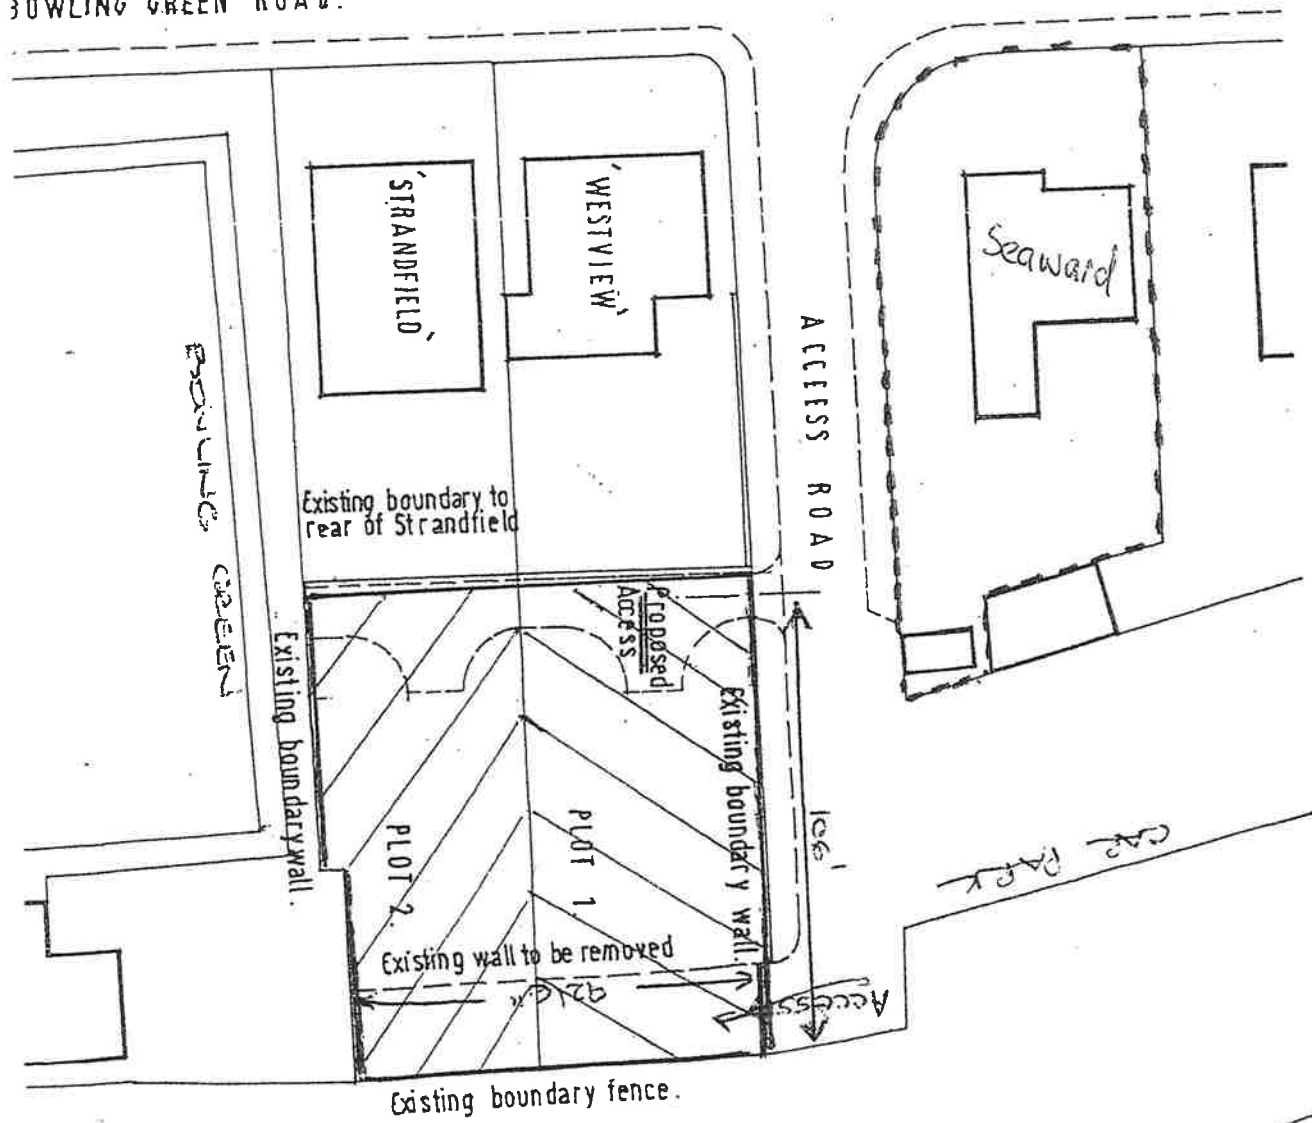 BOWLING GREEN ROAD.
'STRANDFIELD'
'WESTVIEW'
Seaward
ACCESS ROAD
BOWLING GREEN
Existing boundary to
rear of Strandfield
Proposed
Access
Existing boundary wall.
Existing boundary wall.
PLOT 2.
PLOT 1.
CAR PARK
Existing wall to be removed
Access
Existing boundary fence.